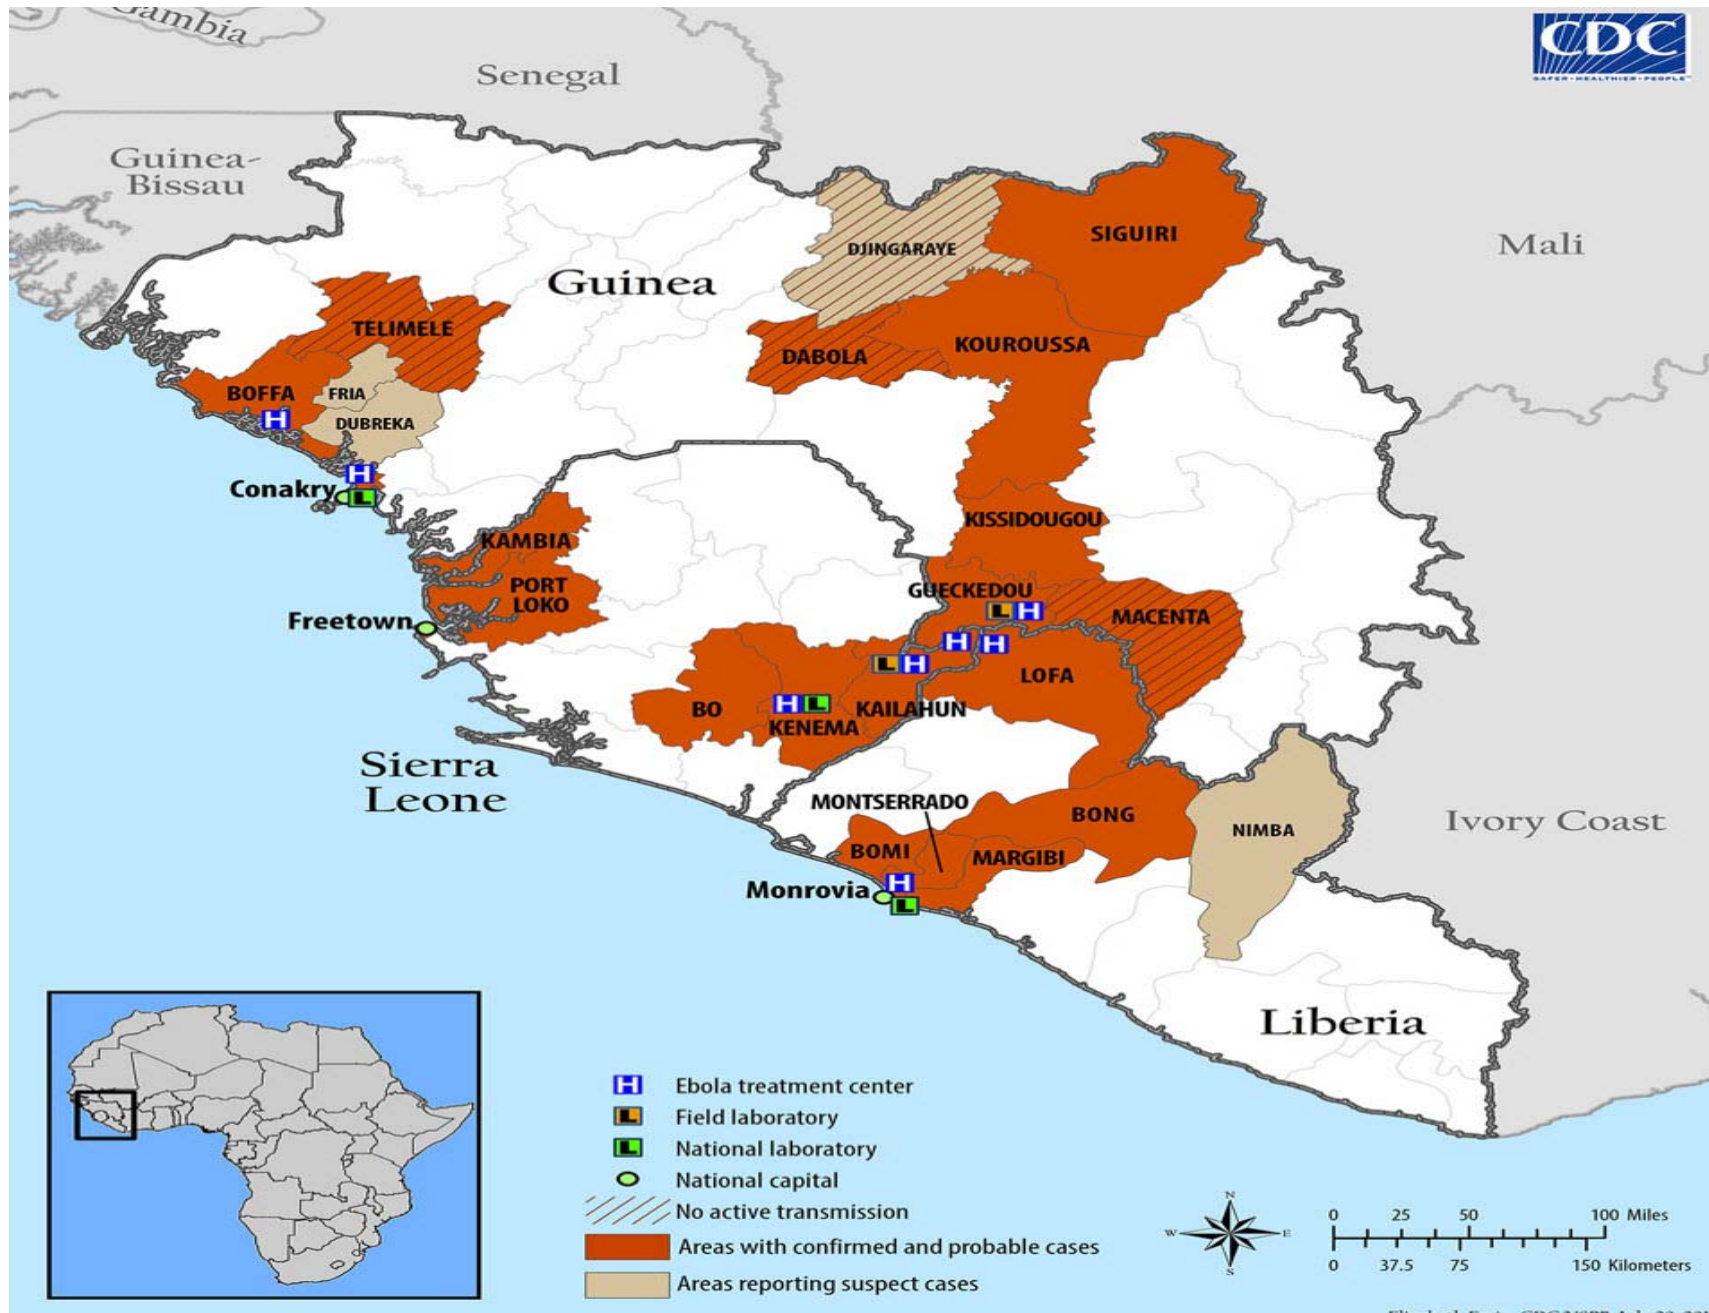 Gambia
CDC
SAFER • HEALTHIER • PEOPLE™
Senegal
Guinea-
Bissau
Mali
DJINGARAYE
SIGUIRI
Guinea
TELIMELE
DABOLA
KOUROUSSA
BOFFA
FRIA
H
DUBREKA
H
Conakry
L
KISSIDOUGOU
KAMBIA
PORT
LOKO
GUECKEDOU
L H
MACENTA
Freetown
H
H
L H
LOFA
H L
BO
KAILAHUN
KENEMA
Sierra
Leone
MONTSERRADO
BONG
Ivory Coast
NIMBA
BOMI
MARGIBI
H
Monrovia
L
Liberia
H Ebola treatment center
L Field laboratory
L National laboratory
National capital
No active transmission
Areas with confirmed and probable cases
Areas reporting suspect cases
N
W
E
S
0 25 50 100 Miles
0 37.5 75 150 Kilometers